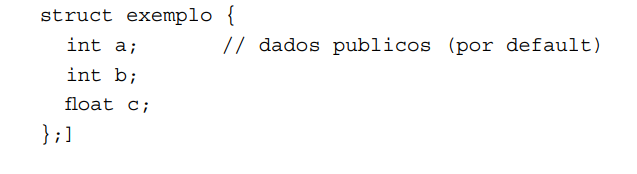 struct exemplo {
int a; // dados publicos (por default)
int b;
float c;
};]